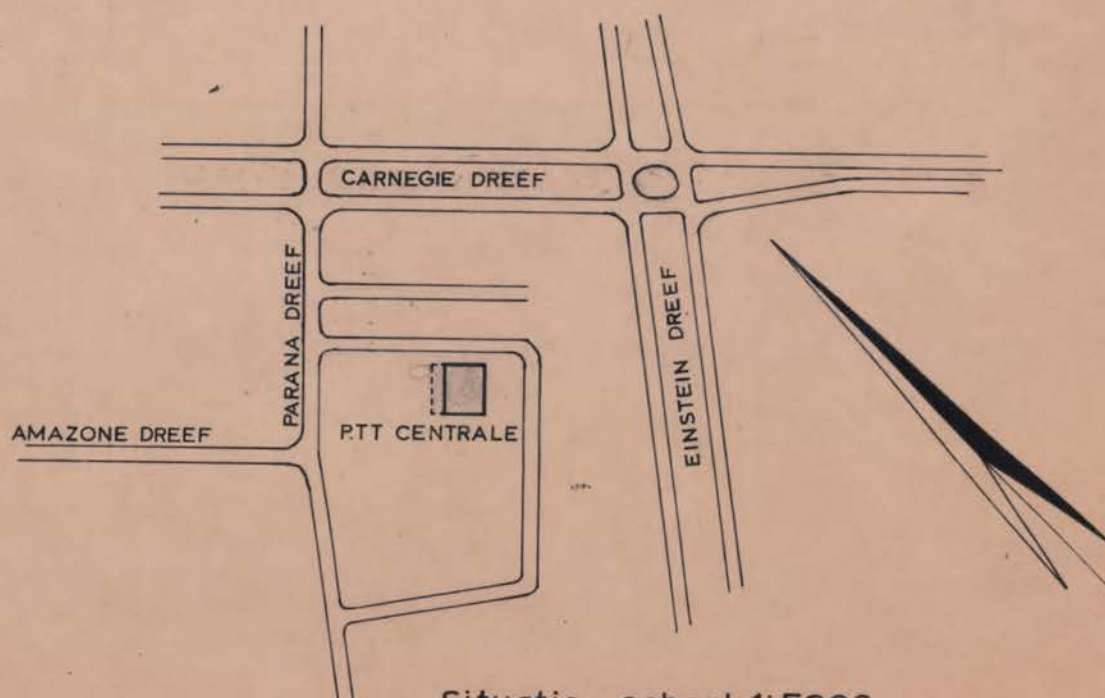 CARNEGIE DREEF
PARANA DREEF
EINSTEIN DREEF
AMAZONE DREEF
P.T.T CENTRALE
Situatie schaal 1:5000